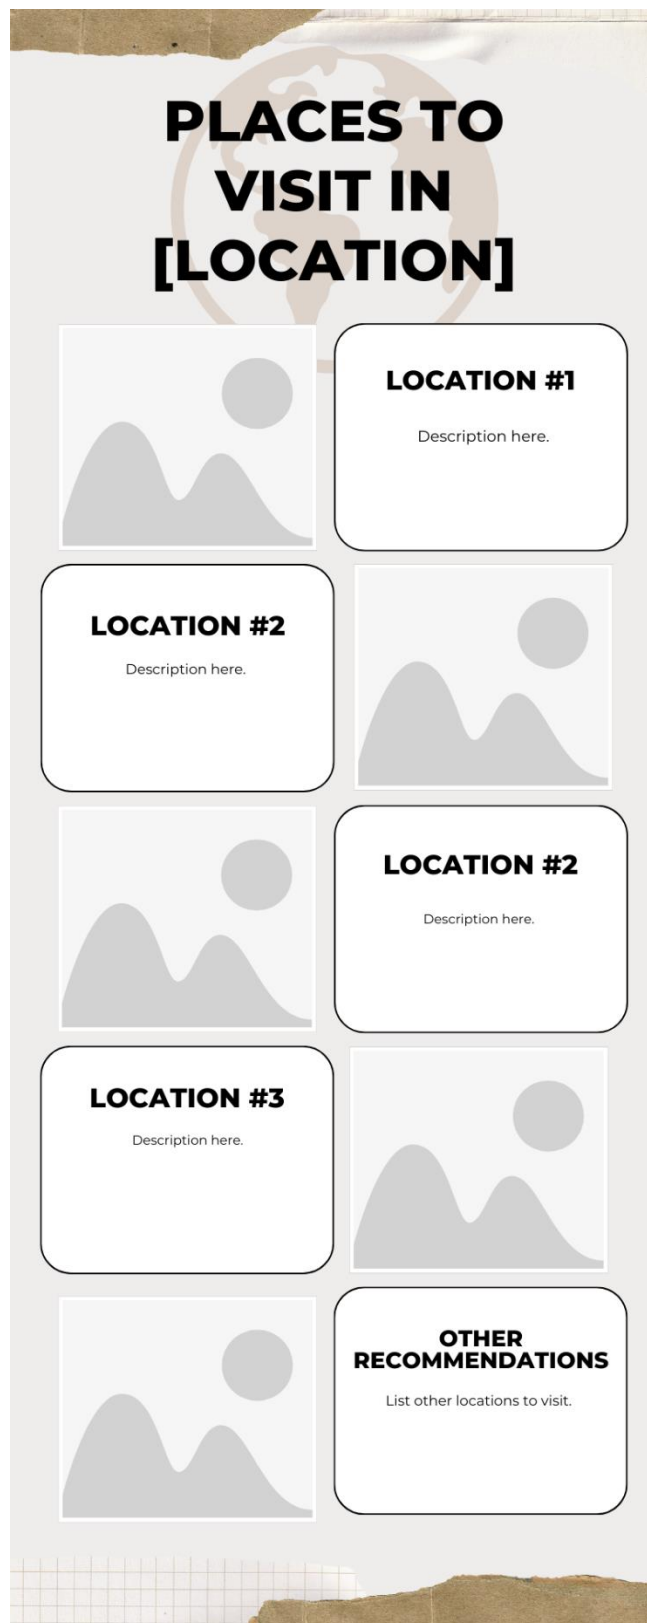 PLACES TO
VISIT IN
[LOCATION]
LOCATION #1
Description here.
LOCATION #2
Description here.
LOCATION #2
Description here.
LOCATION #3
Description here.
OTHER
RECOMMENDATIONS
List other locations to visit.